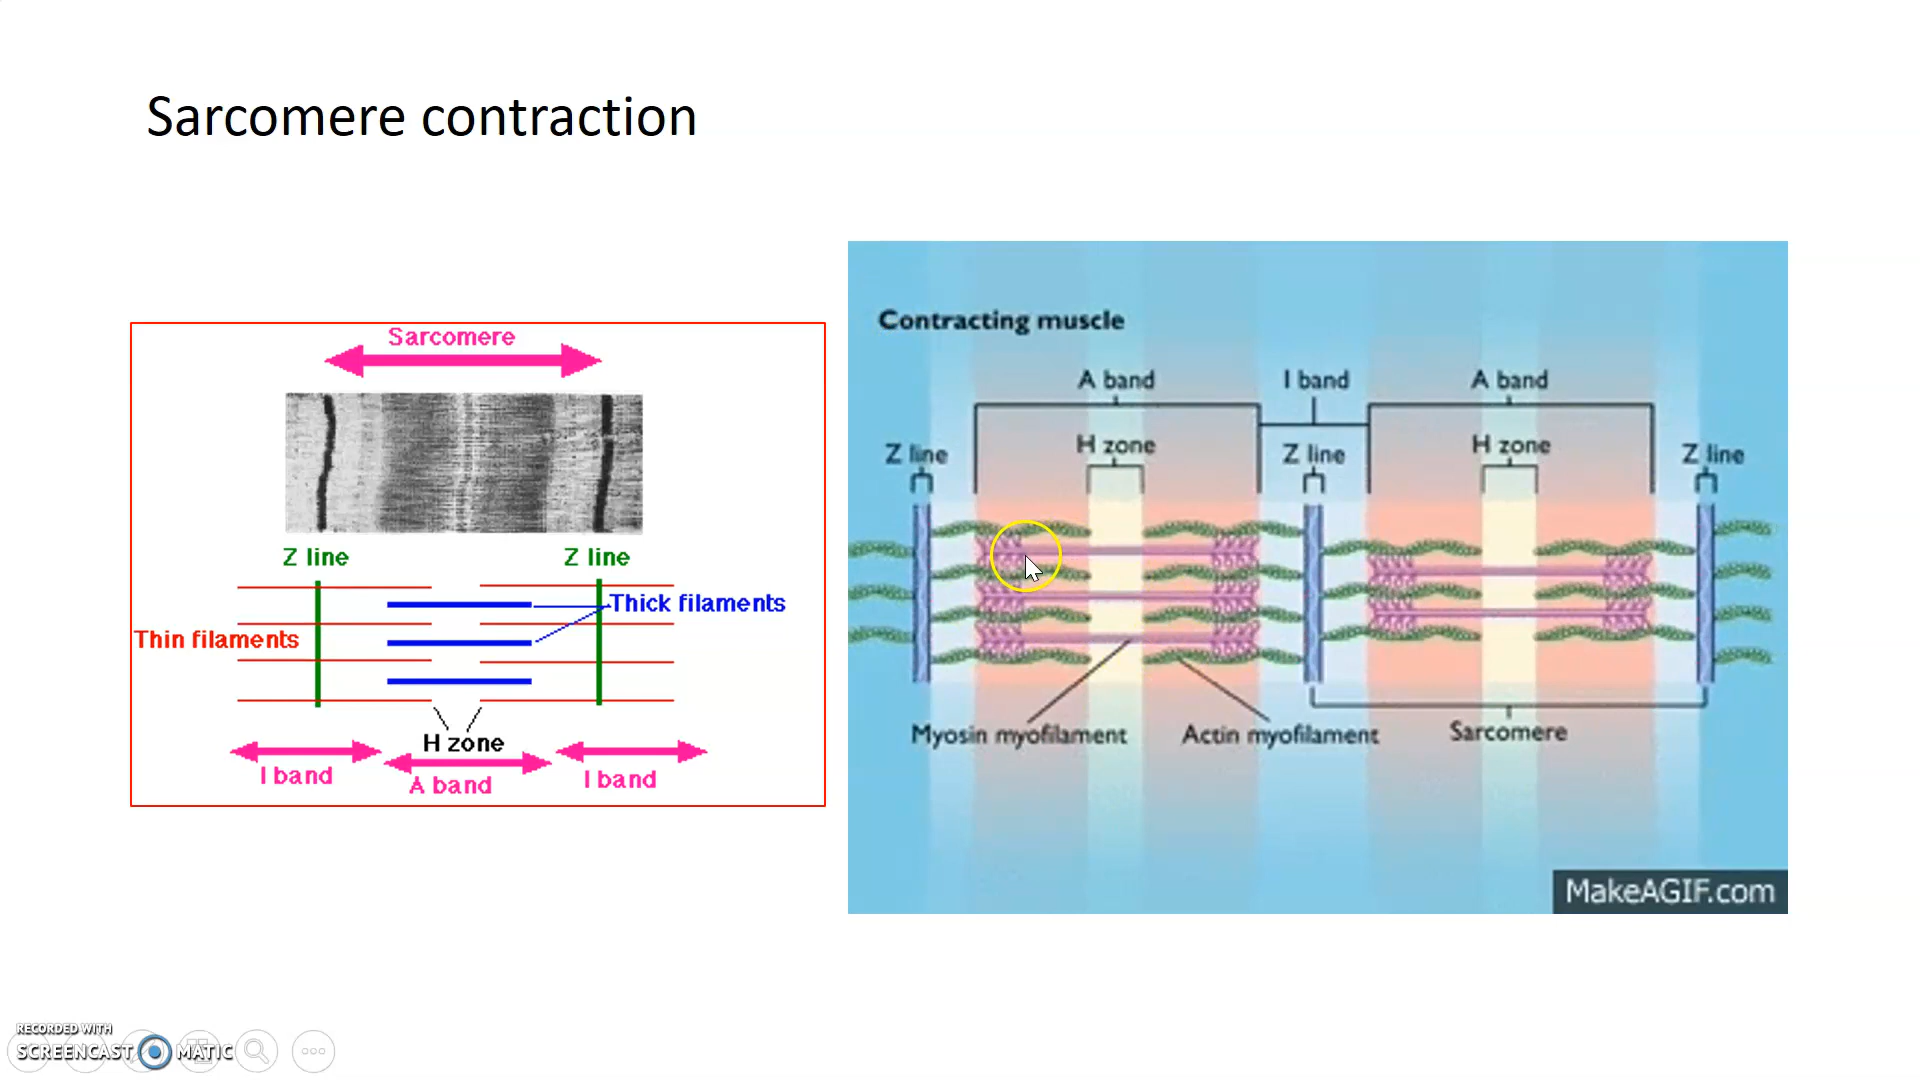 Sarcomere contraction
Sarcomere
Z line
Z line
Thick filaments
Thin filaments
H zone
I band
A band
I band
Contracting muscle
A band
I band
A band
H zone
H zone
Z line
Z line
Z line
Myosin myofilament
Actin myofilament
Sarcomere
MakeAGIF.com
RECORDED WITH
SCREENCAST MATIC